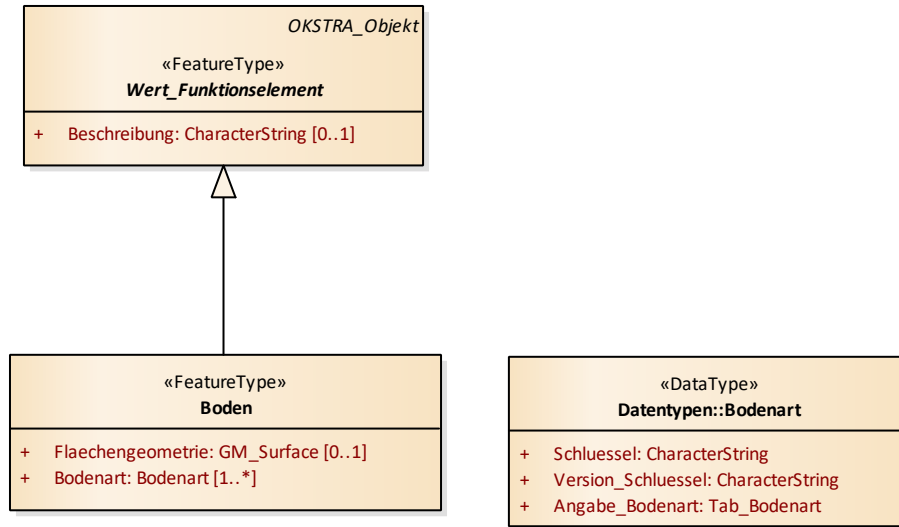 OKSTRA_Objekt
«FeatureType»
Wert_Funktionselement
+ Beschreibung: CharacterString [0..1]
«FeatureType»
Boden
+ Flaechengeometrie: GM_Surface [0..1]
+ Bodenart: Bodenart [1..*]
«DataType»
Datentypen::Bodenart
+ Schluessel: CharacterString
+ Version_Schluessel: CharacterString
+ Angabe_Bodenart: Tab_Bodenart